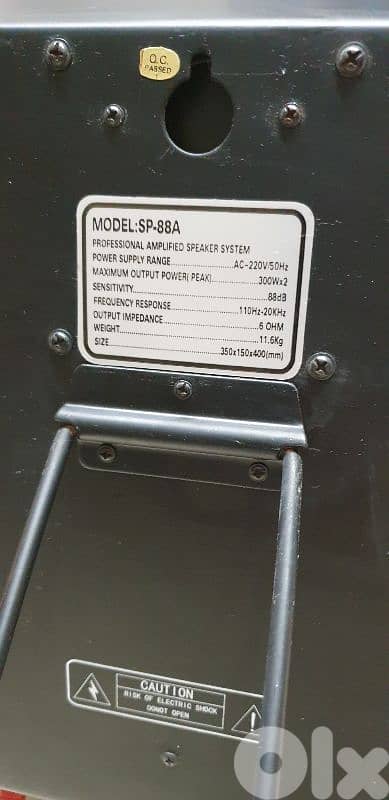 Q.C.
PASSED
1
MODEL:SP-88A
PROFESSIONAL AMPLIFIED SPEAKER SYSTEM
POWER SUPPLY RANGE....................AC~220V/50Hz
MAXIMUM OUTPUT POWER( PEAK)..............300Wx2
SENSITIVITY..............................................88dB
FREQUENCY RESPONSE......................110Hz-20KHz
OUTPUT IMPEDANCE..............................6 OHM
WEIGHT..................................................11.6Kg
SIZE..................................350x150x400(mm)
CAUTION
RISK OF ELECTRIC SHOCK
DONOT OPEN
Olx